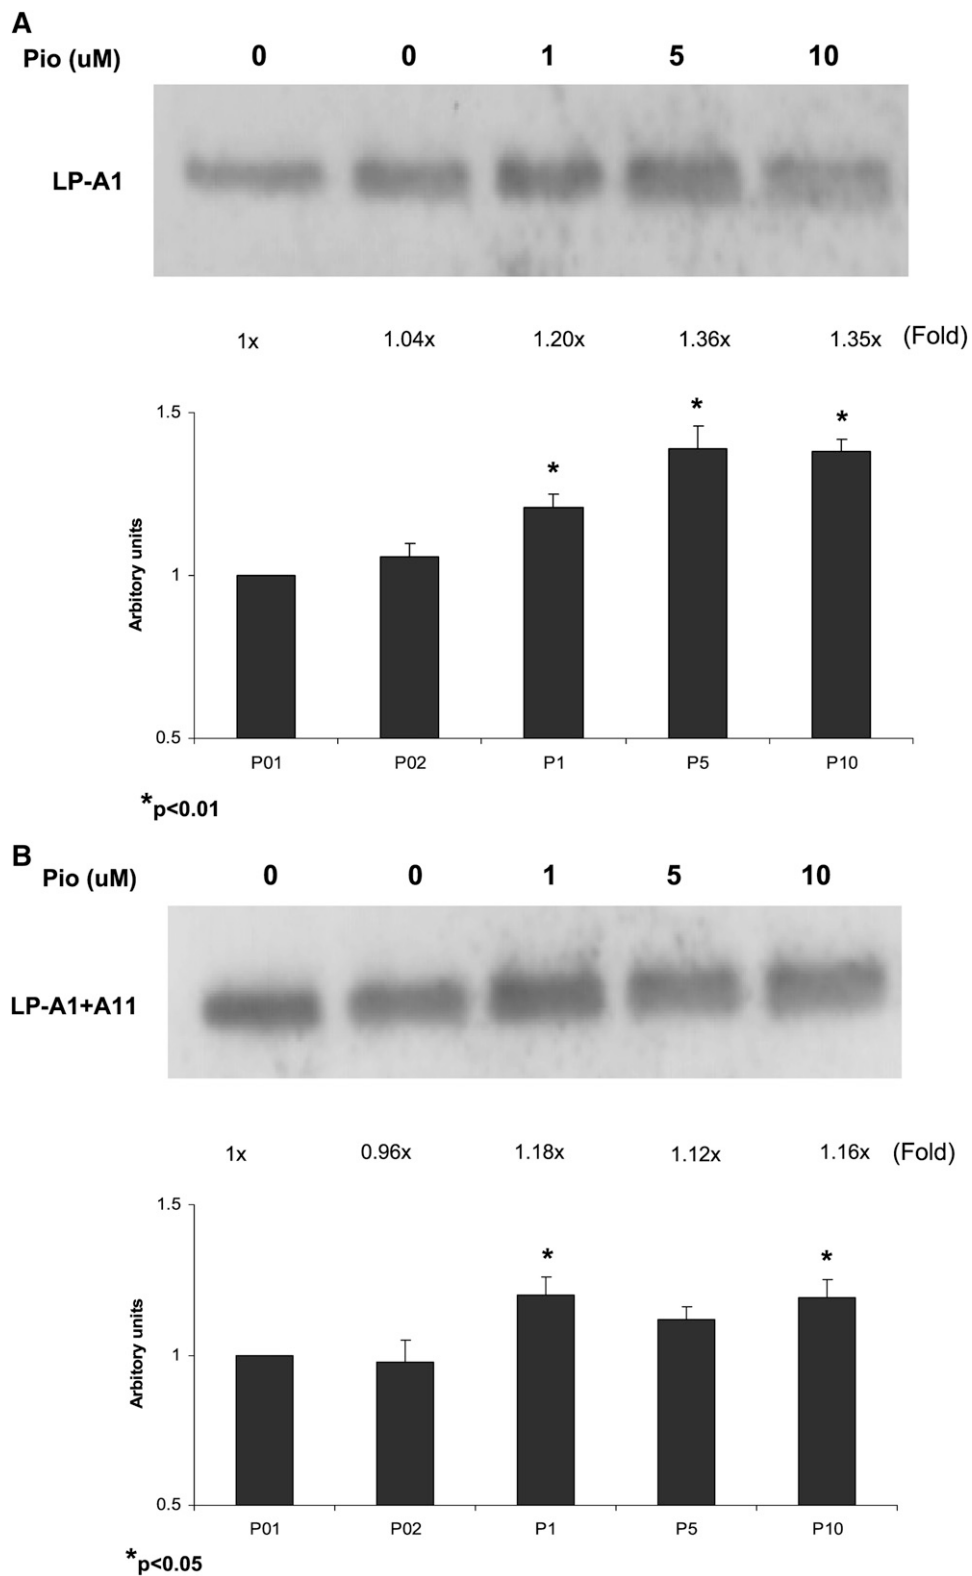 A
Pio (uM) 0 0 1 5 10
LP-A1
1x 1.04x 1.20x 1.36x 1.35x (Fold)
*
*
*
1.5
1
0.5
Arbitory units
P01 P02 P1 P5 P10
*p<0.01
B
Pio (uM) 0 0 1 5 10
LP-A1+A11
1x 0.96x 1.18x 1.12x 1.16x (Fold)
* *
1.5
1
0.5
Arbitory units
P01 P02 P1 P5 P10
*p<0.05